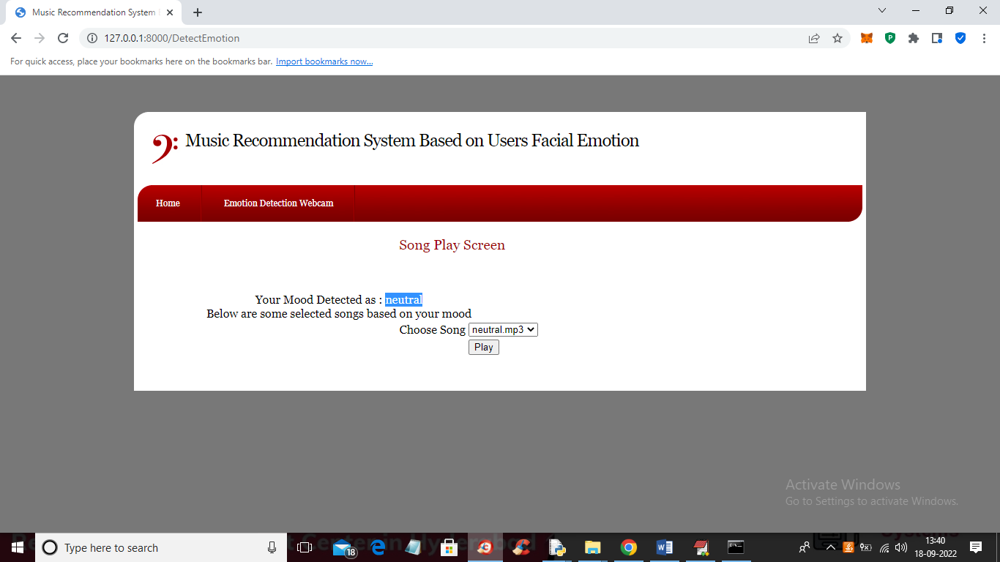 Music Recommendation System
127.0.0.1:8000/DetectEmotion
For quick access, place your bookmarks here on the bookmarks bar. Import bookmarks now...
Music Recommendation System Based on Users Facial Emotion
Home Emotion Detection Webcam
Song Play Screen
Your Mood Detected as : neutral
Below are some selected songs based on your mood
Choose Song neutral.mp3
Play
Activate Windows
Go to Settings to activate Windows.
Type here to search
18
13:40
18-09-2022